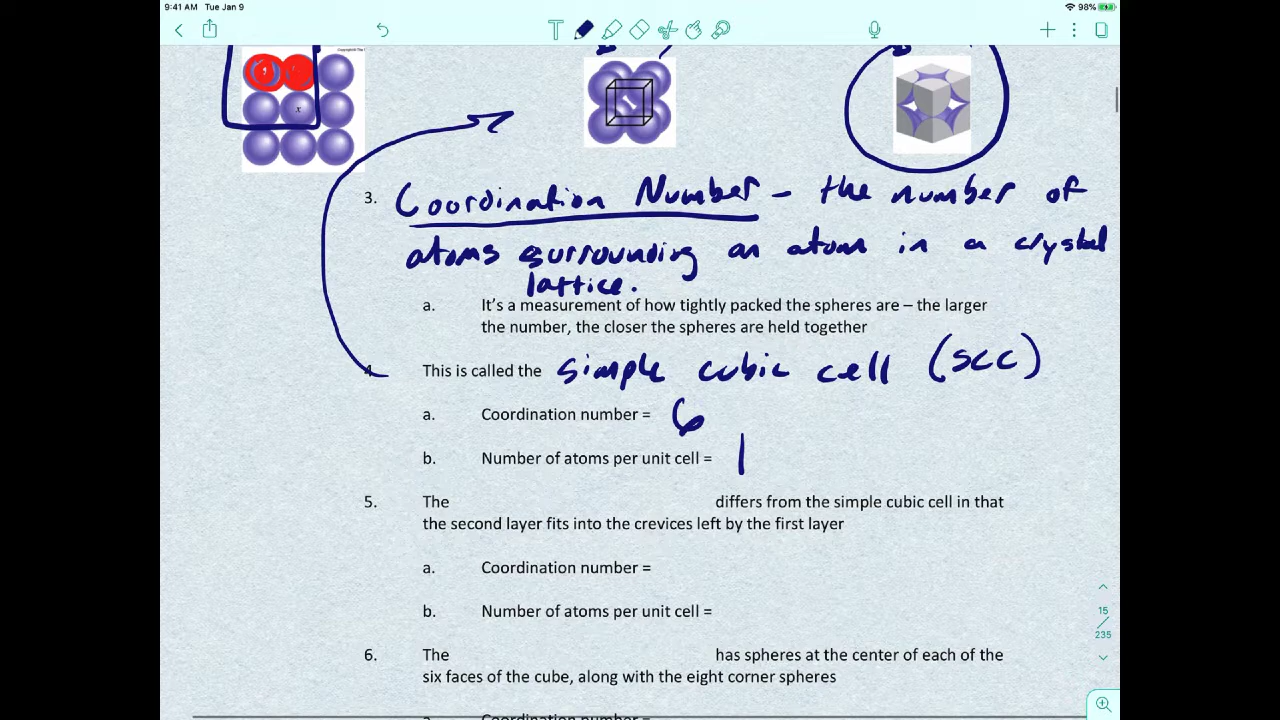 9:41 AM Tue Jan 9
98%
x
3. Coordination Number - the number of
atoms surrounding an atom in a crystal
lattice.
a. It's a measurement of how tightly packed the spheres are – the larger
the number, the closer the spheres are held together
4. This is called the simple cubic cell (scc)
a. Coordination number = 6
b. Number of atoms per unit cell = 1
5. The differs from the simple cubic cell in that
the second layer fits into the crevices left by the first layer
a. Coordination number =
b. Number of atoms per unit cell =
6. The has spheres at the center of each of the
six faces of the cube, along with the eight corner spheres
a. Coordination number =
15
/
235